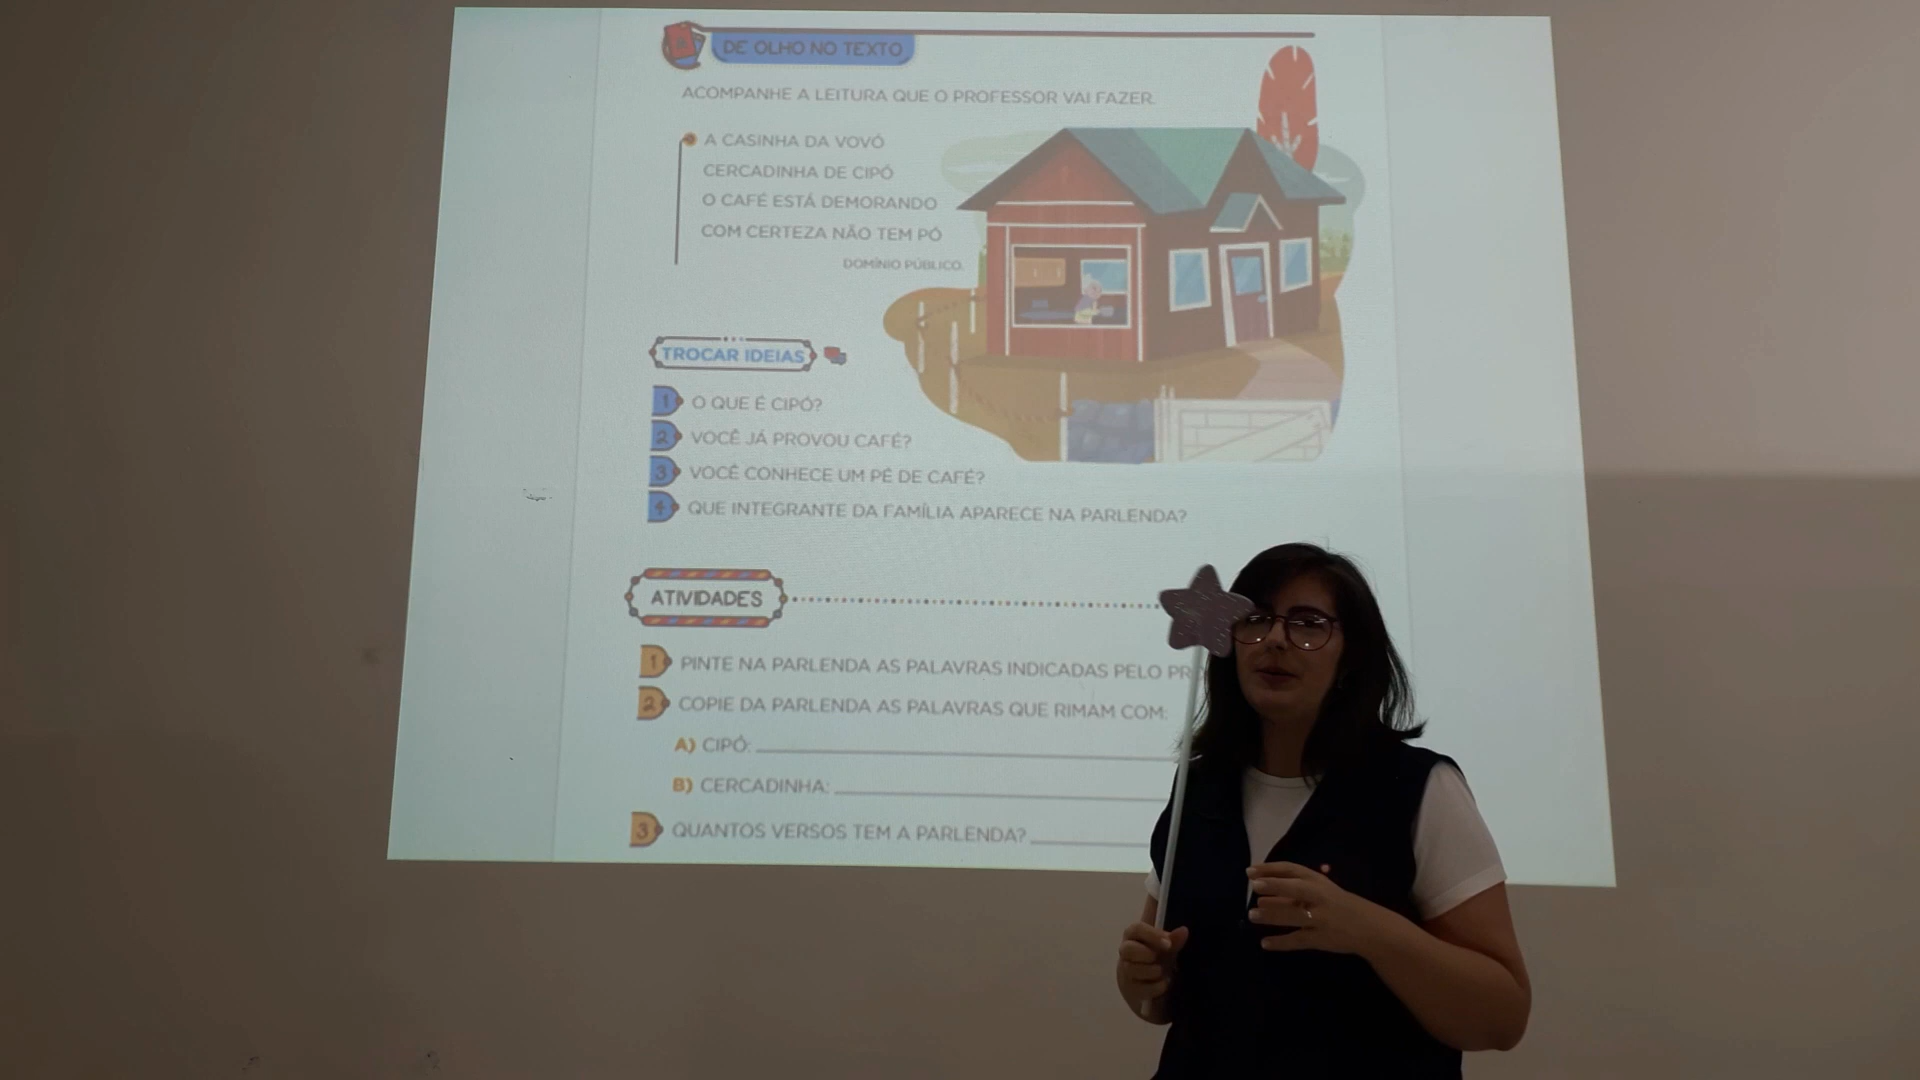 DE OLHO NO TEXTO
ACOMPANHE A LEITURA QUE O PROFESSOR VAI FAZER.
A CASINHA DA VOVÓ
CERCADINHA DE CIPÓ
O CAFÉ ESTÁ DEMORANDO
COM CERTEZA NÃO TEM PÓ
DOMÍNIO PÚBLICO.
TROCAR IDEIAS
1 O QUE É CIPÓ?
2 VOCÊ JÁ PROVOU CAFÉ?
3 VOCÊ CONHECE UM PÉ DE CAFÉ?
4 QUE INTEGRANTE DA FAMÍLIA APARECE NA PARLENDA?
ATIVIDADES
1 PINTE NA PARLENDA AS PALAVRAS INDICADAS PELO
2 COPIE DA PARLENDA AS PALAVRAS QUE RIMAM COM:
A) CIPÓ:
B) CERCADINHA:
3 QUANTOS VERSOS TEM A PARLENDA?